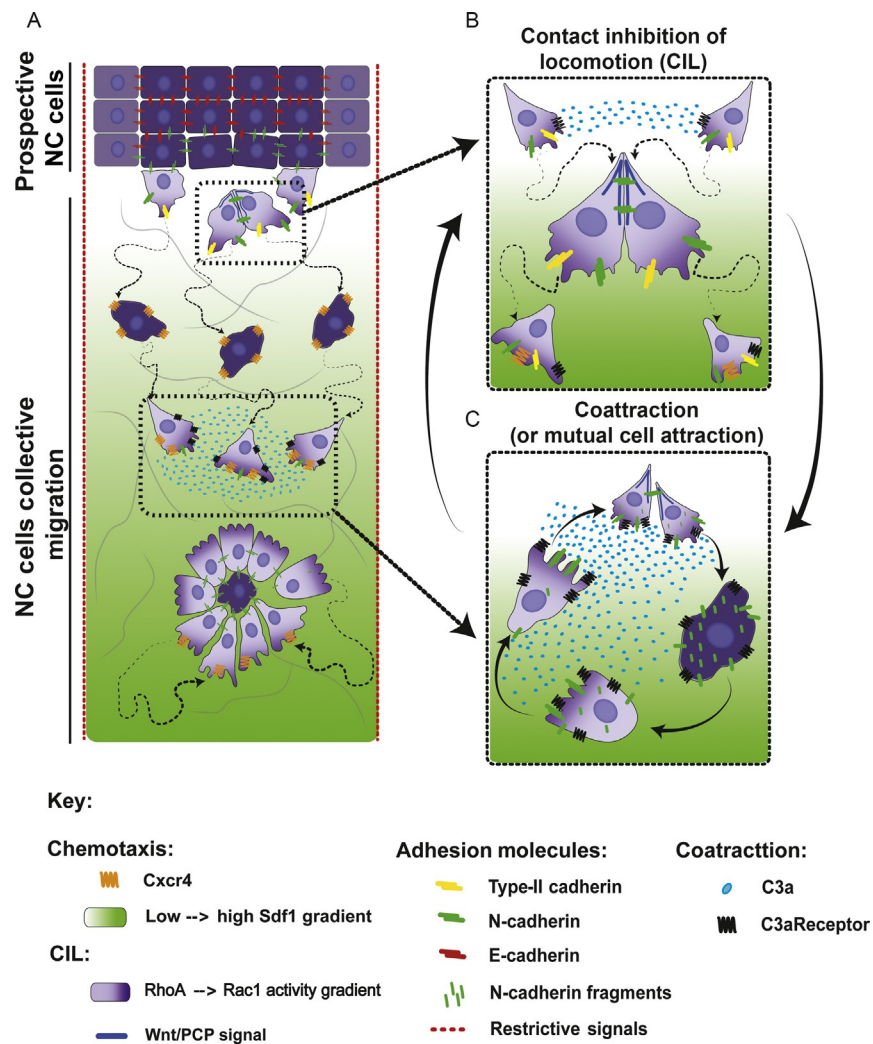 A
Prospective
NC cells
NC cells collective
migration
B
Contact inhibition of
locomotion (CIL)
C
Coattraction
(or mutual cell attraction)
Key:
Chemotaxis:
Cxcr4
Low --> high Sdf1 gradient
CIL:
RhoA --> Rac1 activity gradient
Wnt/PCP signal
Adhesion molecules:
Type-II cadherin
N-cadherin
E-cadherin
N-cadherin fragments
Restrictive signals
Coatracttion:
C3a
C3aReceptor